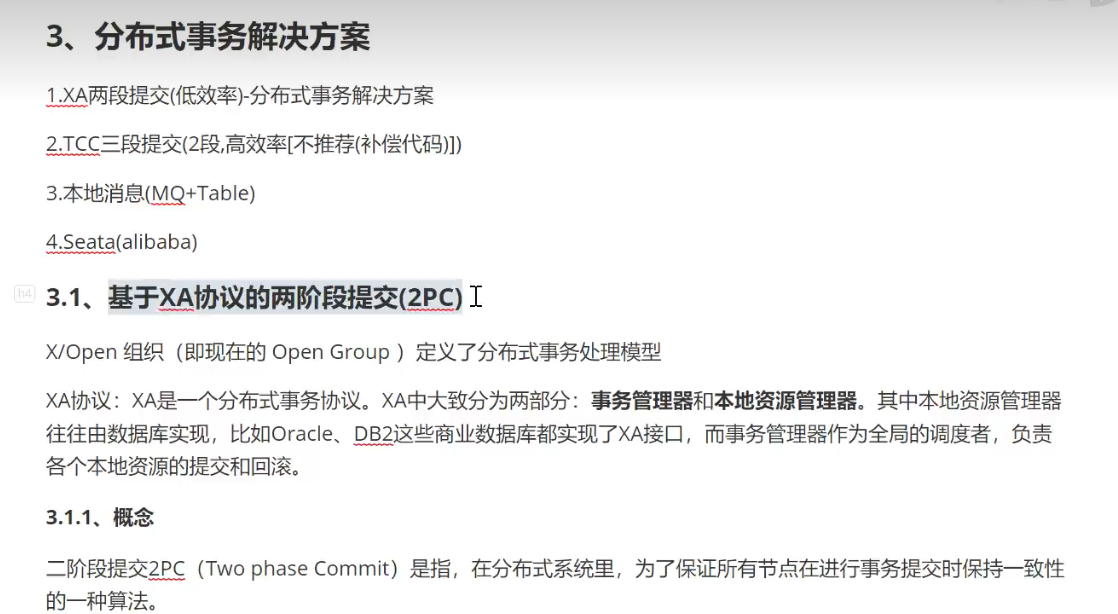 3、分布式事务解决方案
1.XA两段提交(低效率)-分布式事务解决方案
2.TCC三段提交(2段,高效率[不推荐(补偿代码)])
3.本地消息(MQ+Table)
4.Seata(alibaba)
h4
3.1、基于XA协议的两阶段提交(2PC)
X/Open 组织（即现在的 Open Group ）定义了分布式事务处理模型
XA协议：XA是一个分布式事务协议。XA中大致分为两部分：事务管理器和本地资源管理器。其中本地资源管理器
往往由数据库实现，比如Oracle、DB2这些商业数据库都实现了XA接口，而事务管理器作为全局的调度者，负责
各个本地资源的提交和回滚。
3.1.1、概念
二阶段提交2PC（Two phase Commit）是指，在分布式系统里，为了保证所有节点在进行事务提交时保持一致性
的一种算法。